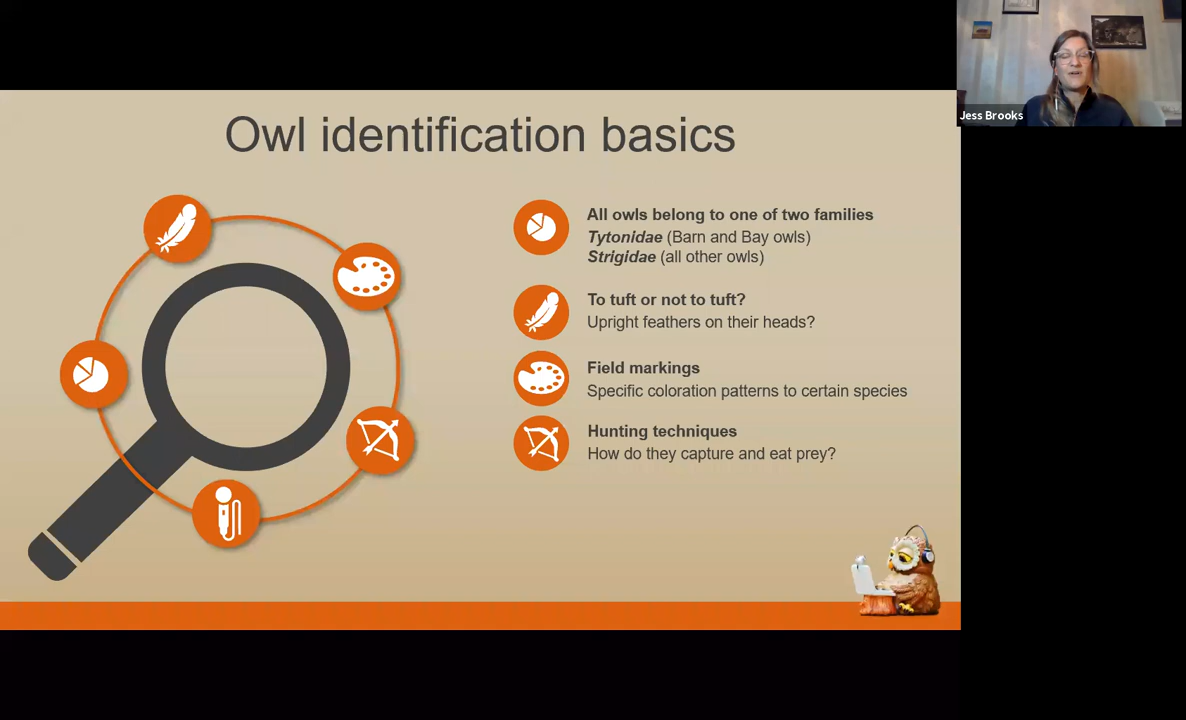 Jess Brooks
Owl identification basics
All owls belong to one of two families
Tytonidae (Barn and Bay owls)
Strigidae (all other owls)
To tuft or not to tuft?
Upright feathers on their heads?
Field markings
Specific coloration patterns to certain species
Hunting techniques
How do they capture and eat prey?